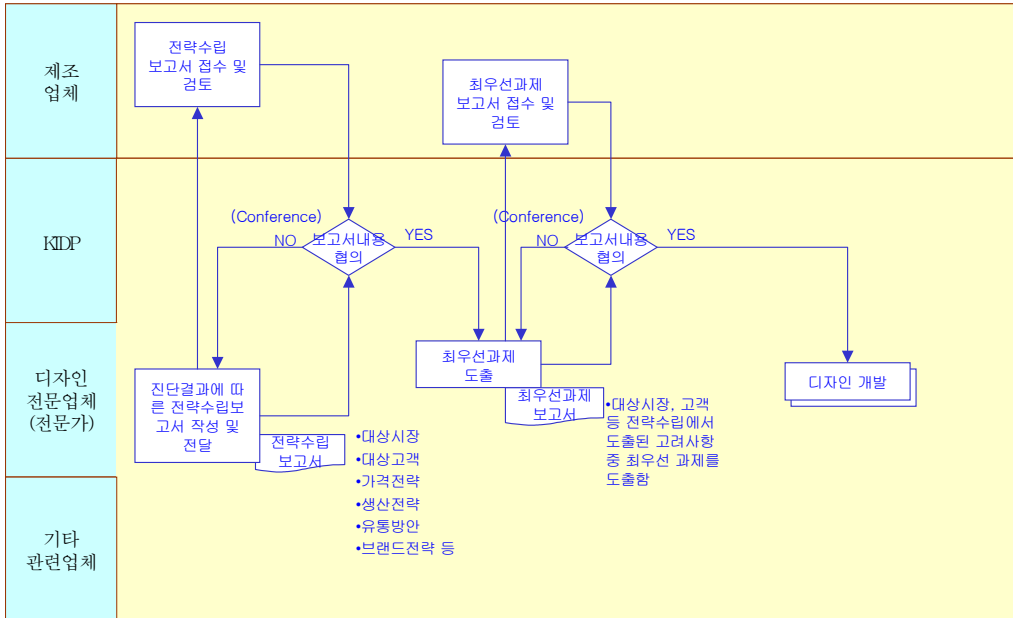 제조
업체
전략수립
보고서 접수 및
검토
최우선과제
보고서 접수 및
검토
KIDP
(Conference)
NO
보고서내용
협의
YES
(Conference)
NO
보고서내용
협의
YES
디자인
전문업체
(전문가)
진단결과에 따
른 전략수립보
고서 작성 및
전달
전략수립
보고서
•대상시장
•대상고객
•가격전략
•생산전략
•유통방안
•브랜드전략 등
최우선과제
도출
최우선과제
보고서
•대상시장, 고객
등 전략수립에서
도출된 고려사항
중 최우선 과제를
도출함
디자인 개발
기타
관련업체